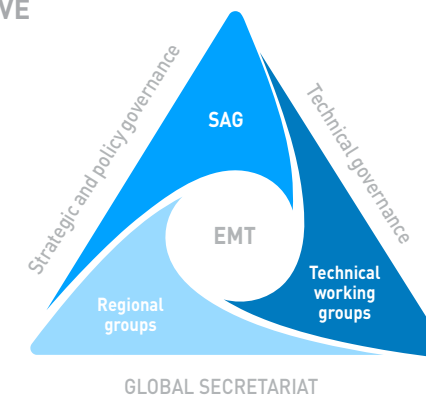 VE
Strategic and policy governance
Technical governance
SAG
EMT
Technical
working
groups
Regional
groups
GLOBAL SECRETARIAT